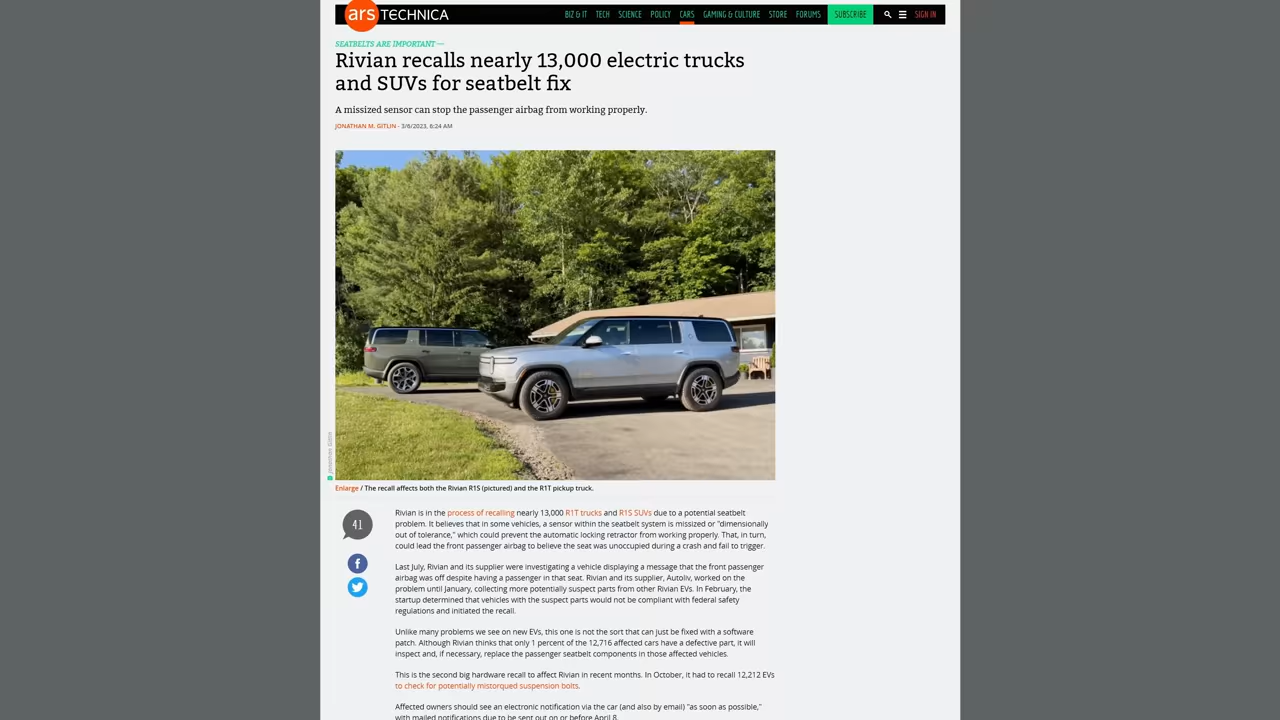 ars TECHNICA
BIZ & IT TECH SCIENCE POLICY CARS GAMING & CULTURE STORE FORUMS SUBSCRIBE SIGN IN
SEATBELTS ARE IMPORTANT —
Rivian recalls nearly 13,000 electric trucks
and SUVs for seatbelt fix
A missized sensor can stop the passenger airbag from working properly.
JONATHAN M. GITLIN - 3/6/2023, 6:24 AM
Jonathan Gitlin
Enlarge / The recall affects both the Rivian R1S (pictured) and the R1T pickup truck.
41
Rivian is in the process of recalling nearly 13,000 R1T trucks and R1S SUVs due to a potential seatbelt
problem. It believes that in some vehicles, a sensor within the seatbelt system is missized or "dimensionally
out of tolerance," which could prevent the automatic locking retractor from working properly. That, in turn,
could lead the front passenger airbag to believe the seat was unoccupied during a crash and fail to trigger.
Last July, Rivian and its supplier were investigating a vehicle displaying a message that the front passenger
airbag was off despite having a passenger in that seat. Rivian and its supplier, Autoliv, worked on the
problem until January, collecting more potentially suspect parts from other Rivian EVs. In February, the
startup determined that vehicles with the suspect parts would not be compliant with federal safety
regulations and initiated the recall.
Unlike many problems we see on new EVs, this one is not the sort that can just be fixed with a software
patch. Although Rivian thinks that only 1 percent of the 12,716 affected cars have a defective part, it will
inspect and, if necessary, replace the passenger seatbelt components in those affected vehicles.
This is the second big hardware recall to affect Rivian in recent months. In October, it had to recall 12,212 EVs
to check for potentially mistorqued suspension bolts.
Affected owners should see an electronic notification via the car (and also by email) "as soon as possible,"
with mailed notifications due to be sent out on or before April 8.